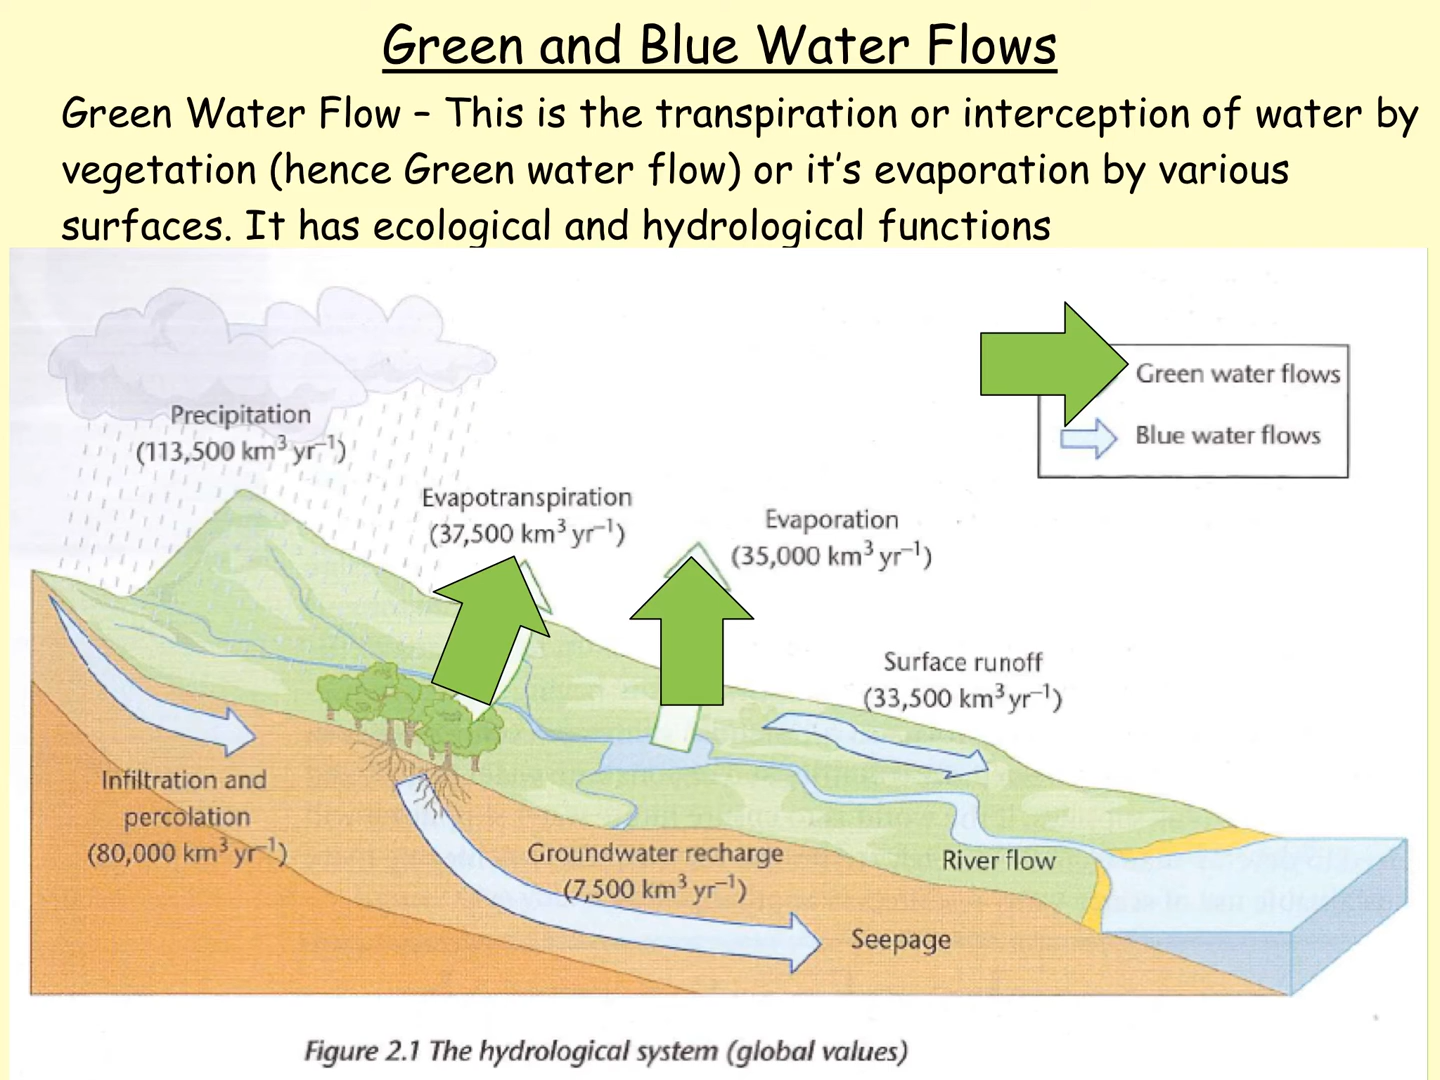 Green and Blue Water Flows
Green Water Flow – This is the transpiration or interception of water by
vegetation (hence Green water flow) or it’s evaporation by various
surfaces. It has ecological and hydrological functions
Green water flows
Blue water flows
Precipitation
(113,500 km³ yr⁻¹)
Evapotranspiration
(37,500 km³ yr⁻¹)
Evaporation
(35,000 km³ yr⁻¹)
Surface runoff
(33,500 km³ yr⁻¹)
Infiltration and
percolation
(80,000 km³ yr⁻¹)
Groundwater recharge
(7,500 km³ yr⁻¹)
River flow
Seepage
Figure 2.1 The hydrological system (global values)